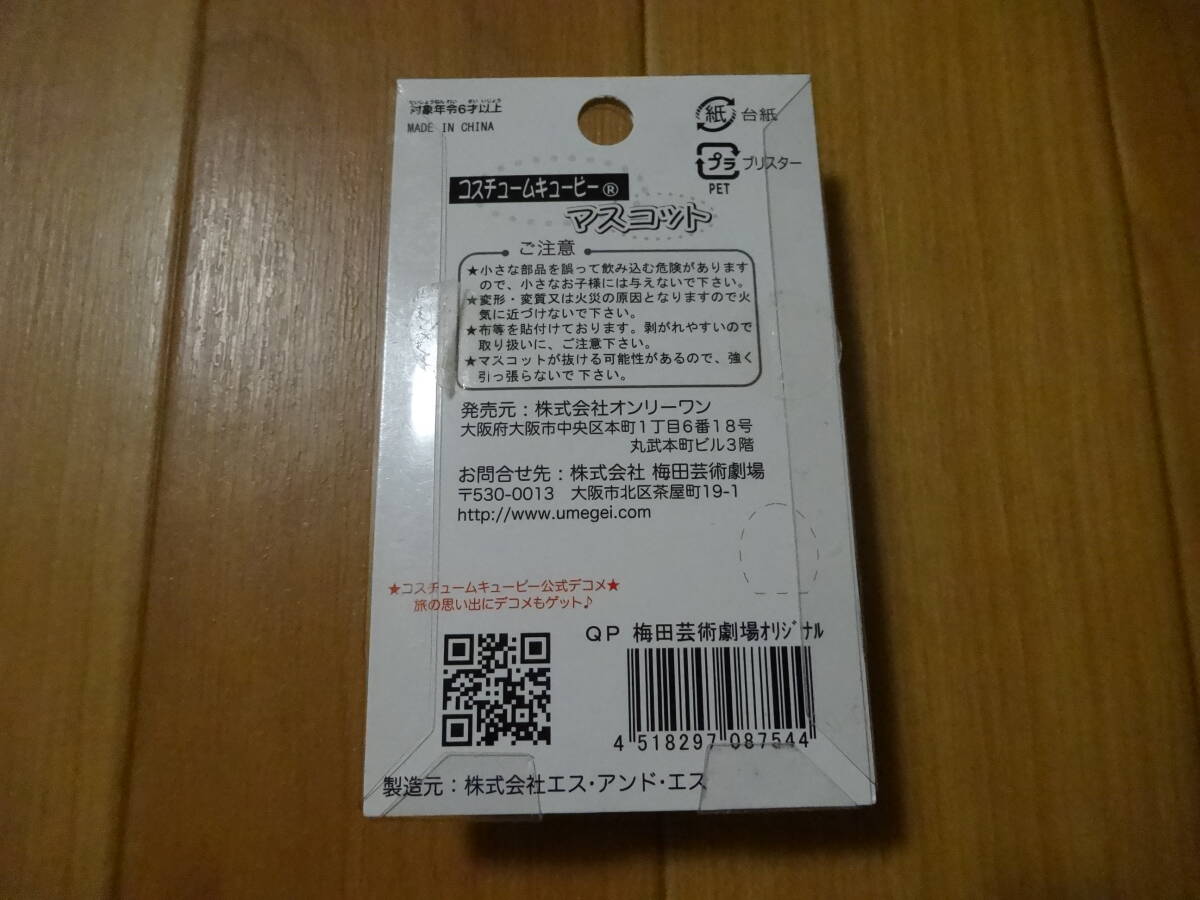 たいしょうねんれい さい いじょう
対象年令6才以上
MADE IN CHINA
紙 台紙
プラ ブリスター
PET
コスチュームキューピー®
マスコット
ご注意
★小さな部品を誤って飲み込む危険があります
ので、小さなお子様には与えないで下さい。
★変形・変質又は火災の原因となりますので火
気に近づけないで下さい。
★布等を貼付けております。剥がれやすいので
取り扱いに、ご注意下さい。
★マスコットが抜ける可能性があるので、強く
引っ張らないで下さい。
発売元：株式会社オンリーワン
大阪府大阪市中央区本町1丁目6番18号
丸武本町ビル3階
お問合せ先：株式会社 梅田芸術劇場
〒530-0013 大阪市北区茶屋町19-1
http://www.umegei.com
★コスチュームキューピー公式デコメ★
旅の思い出にデコメもゲット♪
QP 梅田芸術劇場ｵﾘｼﾞﾅﾙ
4 518297 087544
製造元：株式会社エス・アンド・エス